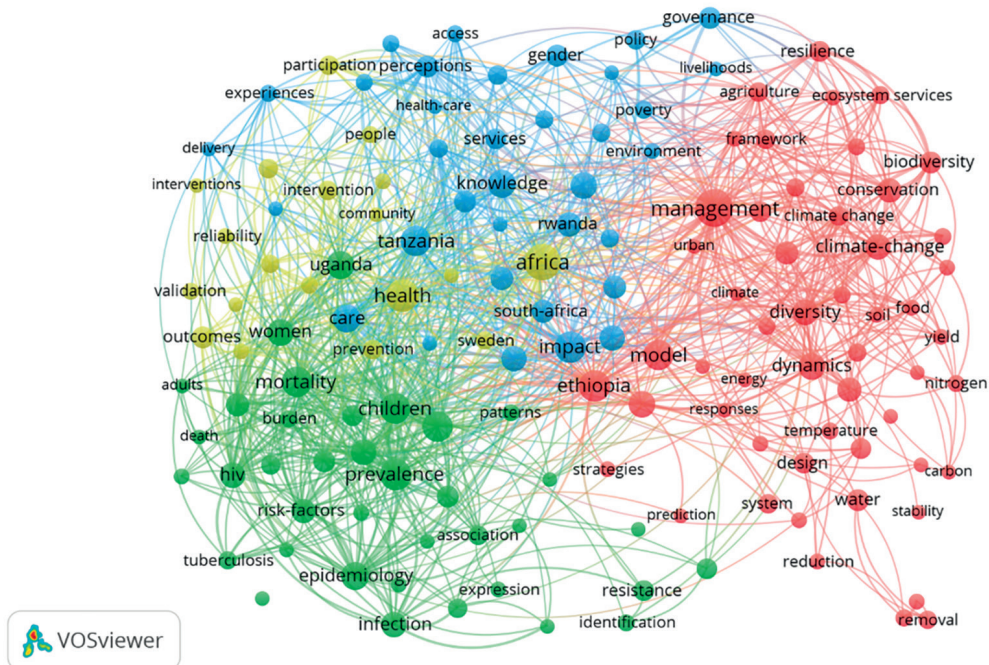 governance
access
policy
resilience
gender
participation
perceptions
livelihoods
experiences
agriculture
ecosystem services
health-care
poverty
people
services
framework
delivery
environment
biodiversity
interventions
intervention
knowledge
conservation
community
management
climate change
rwanda
reliability
tanzania
urban
climate-change
uganda
africa
validation
health
climate
care
south-africa
diversity
soil
food
women
outcomes
prevention
sweden
impact
yield
model
dynamics
adults
mortality
ethiopia
energy
nitrogen
children
burden
patterns
responses
death
temperature
hiv
prevalence
strategies
design
carbon
risk-factors
prediction
system
water
stability
association
tuberculosis
reduction
epidemiology
expression
resistance
infection
identification
removal
VOSviewer